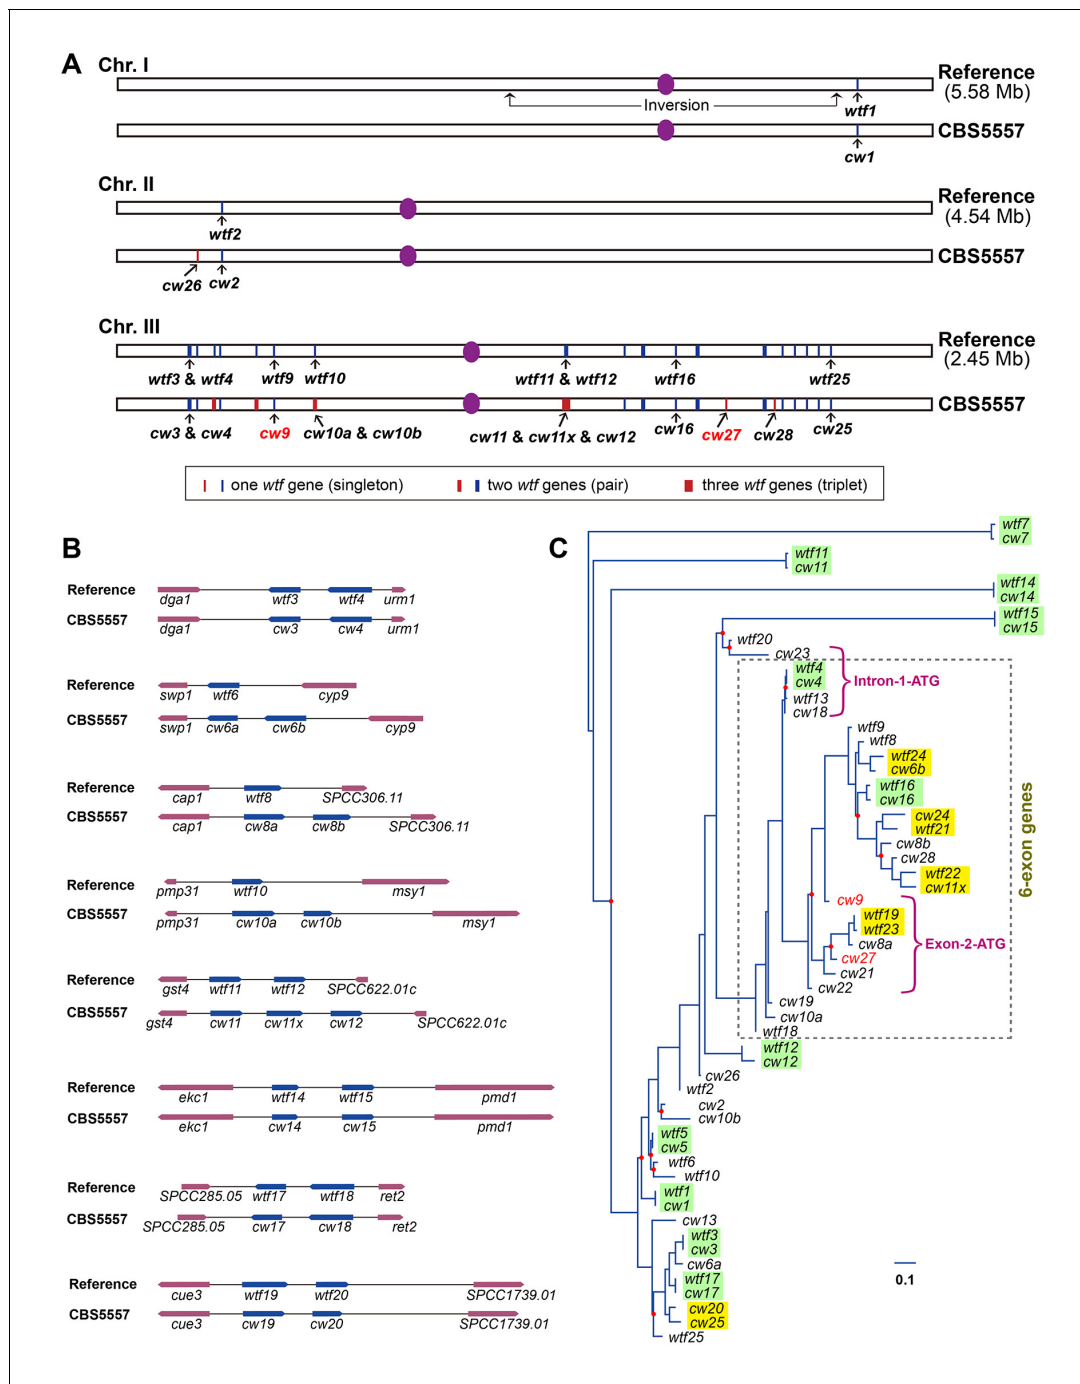 A
Chr. I
Reference
(5.58 Mb)
Inversion
wtf1
CBS5557
cw1
Chr. II
Reference
(4.54 Mb)
wtf2
CBS5557
cw26
cw2
Chr. III
Reference
(2.45 Mb)
wtf3 & wtf4
wtf9
wtf10
wtf11 & wtf12
wtf16
wtf25
CBS5557
cw3 & cw4
cw9
cw10a & cw10b
cw11 & cw11x & cw12
cw16
cw27
cw28
cw25
one wtf gene (singleton)
two wtf genes (pair)
three wtf genes (triplet)
B
Reference
dga1 wtf3 wtf4 urm1
CBS5557
dga1 cw3 cw4 urm1
Reference
swp1 wtf6 cyp9
CBS5557
swp1 cw6a cw6b cyp9
Reference
cap1 wtf8 SPCC306.11
CBS5557
cap1 cw8a cw8b SPCC306.11
Reference
pmp31 wtf10 msy1
CBS5557
pmp31 cw10a cw10b msy1
Reference
gst4 wtf11 wtf12 SPCC622.01c
CBS5557
gst4 cw11 cw11x cw12 SPCC622.01c
Reference
ekc1 wtf14 wtf15 pmd1
CBS5557
ekc1 cw14 cw15 pmd1
Reference
SPCC285.05 wtf17 wtf18 ret2
CBS5557
SPCC285.05 cw17 cw18 ret2
Reference
cue3 wtf19 wtf20 SPCC1739.01
CBS5557
cue3 cw19 cw20 SPCC1739.01
C
wtf7
cw7
wtf11
cw11
wtf14
cw14
wtf15
cw15
wtf20
cw23
wtf4
cw4
wtf13
cw18
Intron-1-ATG
wtf9
wtf8
wtf24
cw6b
wtf16
cw16
cw24
wtf21
cw8b
cw28
wtf22
cw11x
cw9
wtf19
wtf23
cw8a
cw27
cw21
cw22
Exon-2-ATG
cw19
cw10a
wtf18
6-exon genes
wtf12
cw12
cw26
wtf2
cw2
cw10b
wtf5
cw5
wtf6
wtf10
wtf1
cw1
cw13
wtf3
cw3
cw6a
wtf17
cw17
cw20
cw25
wtf25
0.1